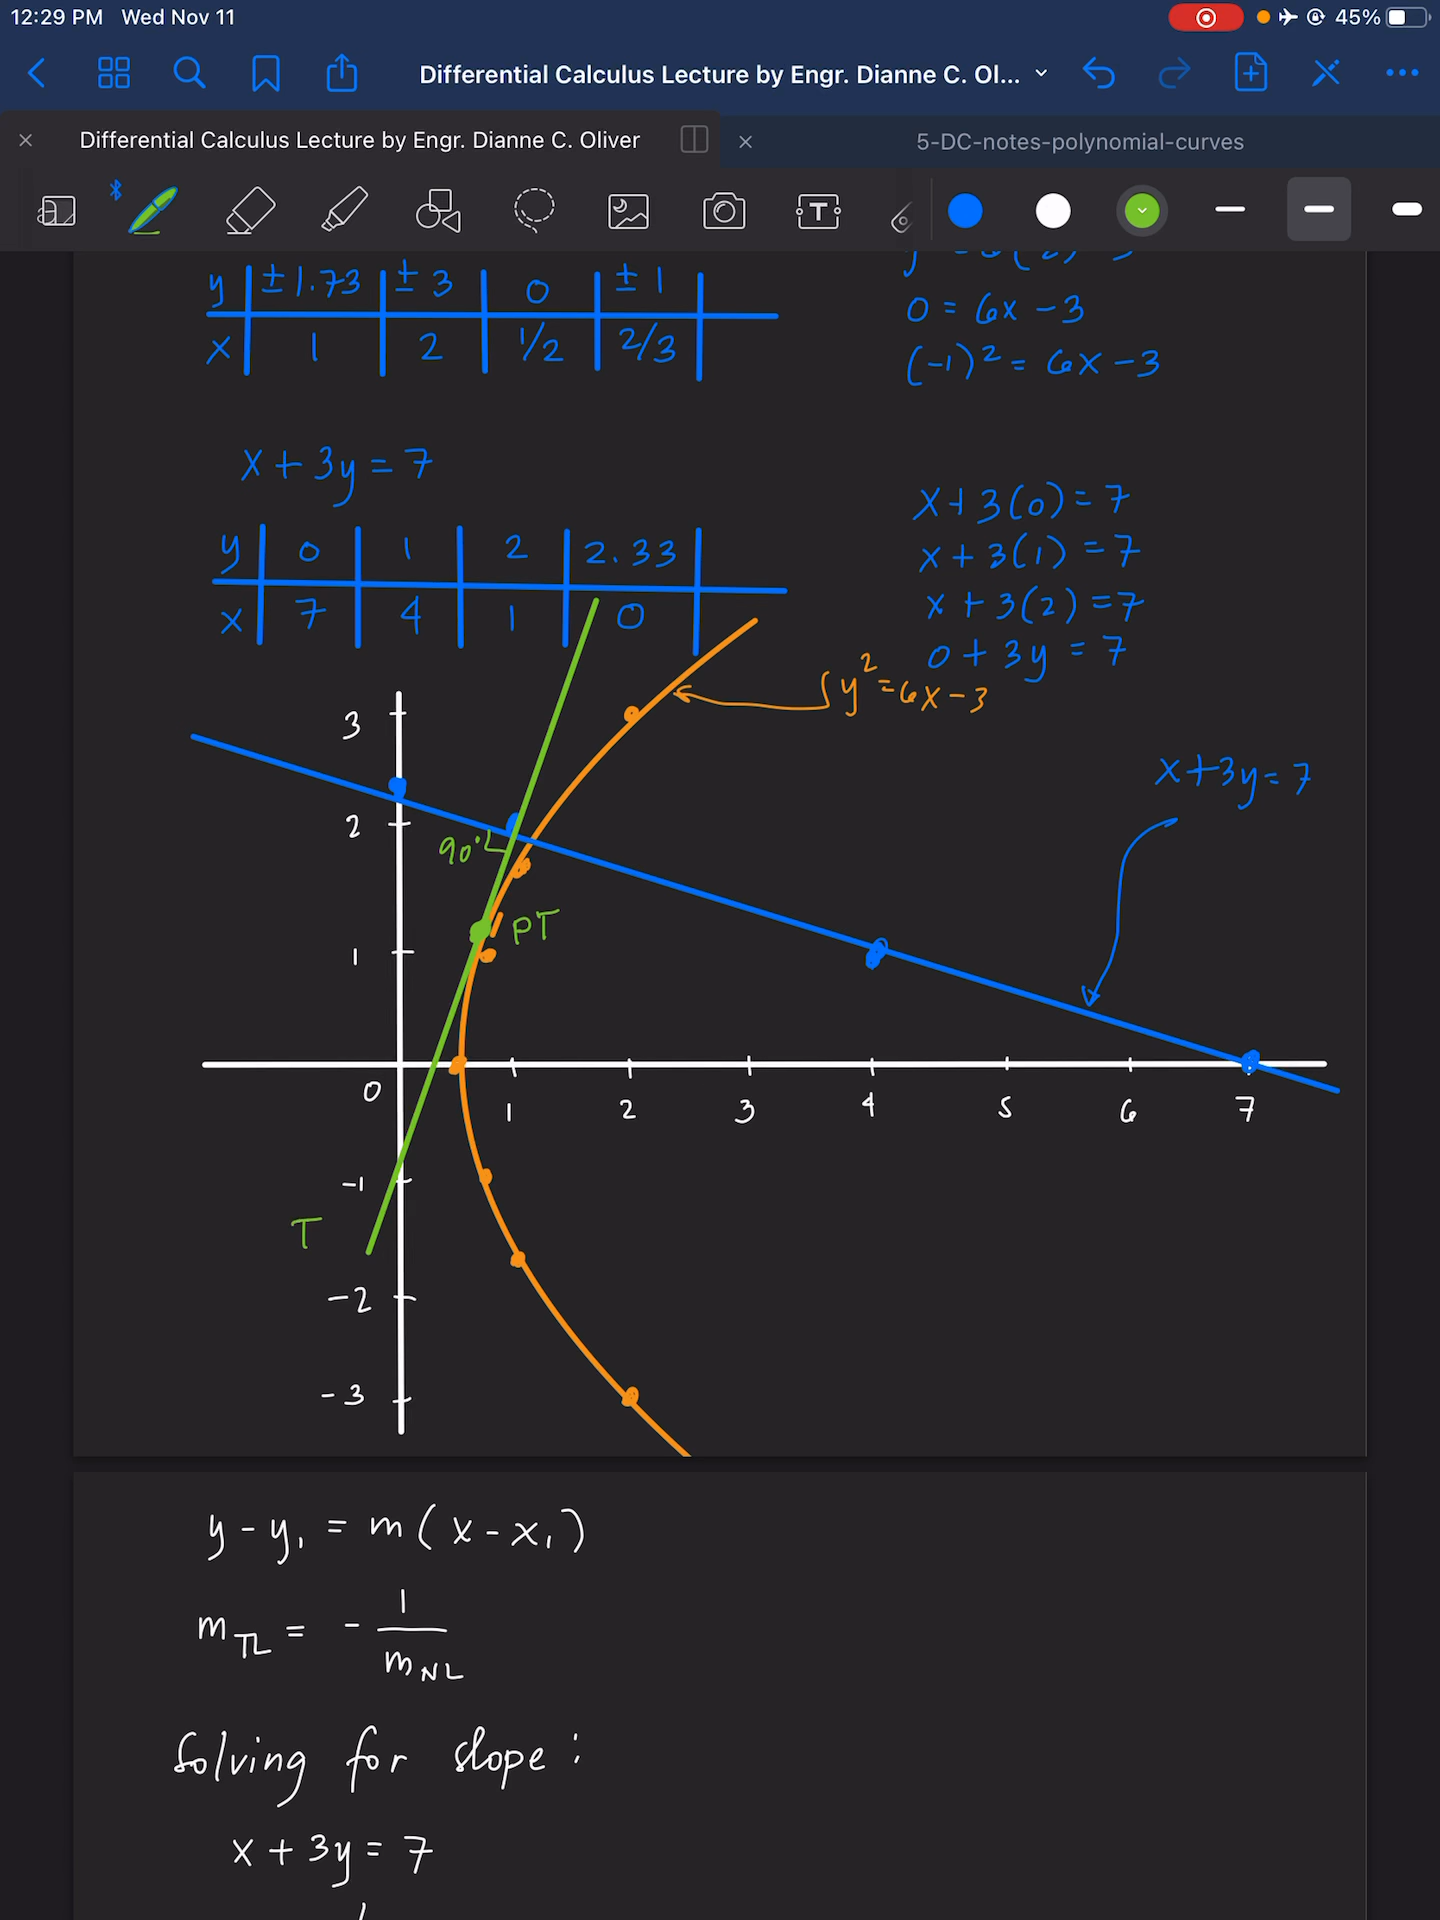 12:29 PM Wed Nov 11 45%
Differential Calculus Lecture by Engr. Dianne C. Ol...
Differential Calculus Lecture by Engr. Dianne C. Oliver
5-DC-notes-polynomial-curves
T
y | ±1.73 | ± 3 | 0 | ± 1
x | 1 | 2 | 1/2 | 2/3
0 = 6x - 3
(-1)² = 6x - 3
x + 3y = 7
y | 0 | 1 | 2 | 2.33
x | 7 | 4 | 1 | 0
x + 3(0) = 7
x + 3(1) = 7
x + 3(2) = 7
0 + 3y = 7
y² = 6x - 3
x + 3y = 7
3
2
90°
PT
1
0 1 2 3 4 5 6 7
-1
T
-2
-3
y - y₁ = m(x - x₁)
m TL = - 1/m NL
Solving for slope :
x + 3y = 7